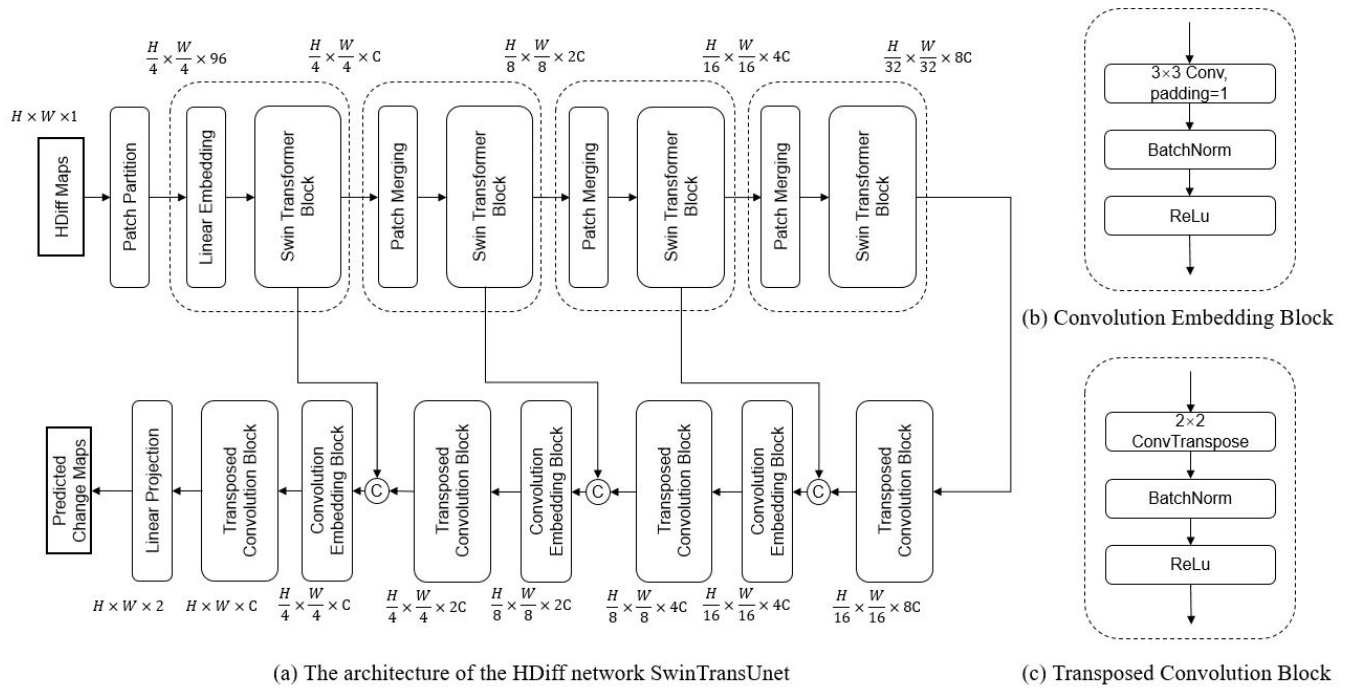 H/4 × W/4 × 96
H/4 × W/4 × C
H/8 × W/8 × 2C
H/16 × W/16 × 4C
H/32 × W/32 × 8C
H × W ×1
HDiff Maps
Patch Partition
Linear Embedding
Swin Transformer
Block
Patch Merging
Swin Transformer
Block
Patch Merging
Swin Transformer
Block
Patch Merging
Swin Transformer
Block
Predicted
Change Maps
Linear Projection
Transposed
Convolution Block
Convolution
Embedding Block
C
Transposed
Convolution Block
Convolution
Embedding Block
C
Transposed
Convolution Block
Convolution
Embedding Block
C
Transposed
Convolution Block
H × W × 2
H × W × C
H/4 × W/4 × C
H/4 × W/4 × 2C
H/8 × W/8 × 2C
H/8 × W/8 × 4C
H/16 × W/16 × 4C
H/16 × W/16 × 8C
(a) The architecture of the HDiff network SwinTransUnet
3×3 Conv,
padding=1
BatchNorm
ReLu
(b) Convolution Embedding Block
2×2
ConvTranspose
BatchNorm
ReLu
(c) Transposed Convolution Block